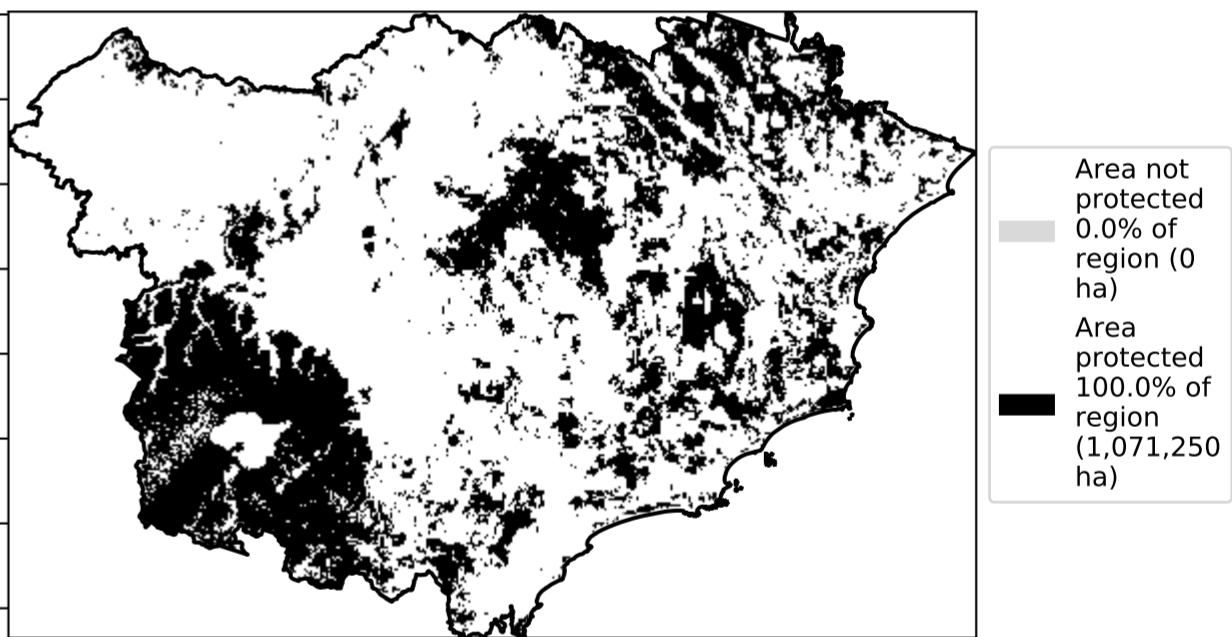 Area not
protected
0.0% of
region (0
ha)
Area
protected
100.0% of
region
(1,071,250
ha)